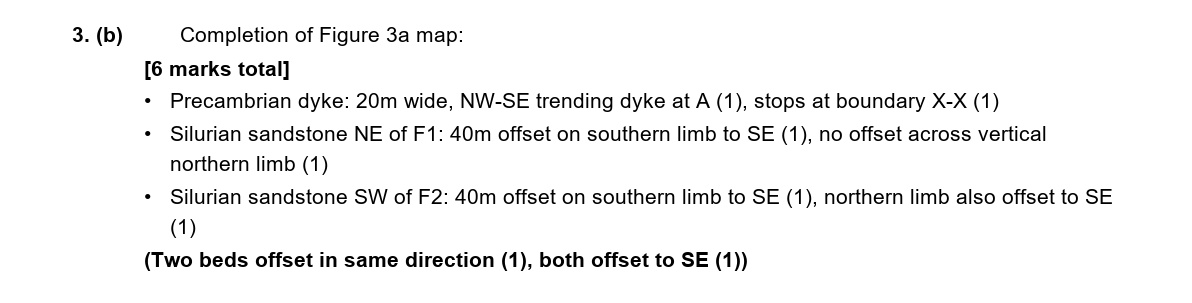 3. (b) Completion of Figure 3a map:
[6 marks total]
• Precambrian dyke: 20m wide, NW-SE trending dyke at A (1), stops at boundary X-X (1)
• Silurian sandstone NE of F1: 40m offset on southern limb to SE (1), no offset across vertical
northern limb (1)
• Silurian sandstone SW of F2: 40m offset on southern limb to SE (1), northern limb also offset to SE
(1)
(Two beds offset in same direction (1), both offset to SE (1))